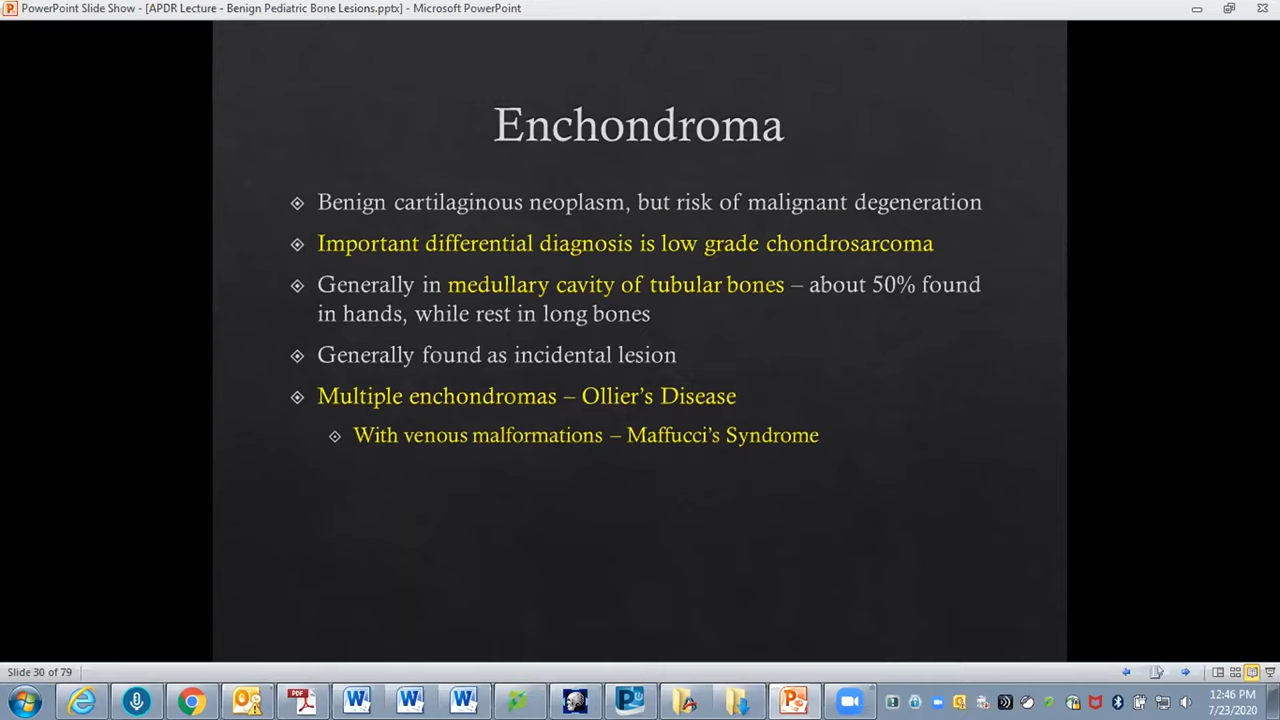 PowerPoint Slide Show - [APDR Lecture - Benign Pediatric Bone Lesions.pptx] - Microsoft PowerPoint
Enchondroma
Benign cartilaginous neoplasm, but risk of malignant degeneration
Important differential diagnosis is low grade chondrosarcoma
Generally in medullary cavity of tubular bones – about 50% found
in hands, while rest in long bones
Generally found as incidental lesion
Multiple enchondromas – Ollier’s Disease
With venous malformations – Maffucci’s Syndrome
Slide 30 of 79
12:46 PM
7/23/2020